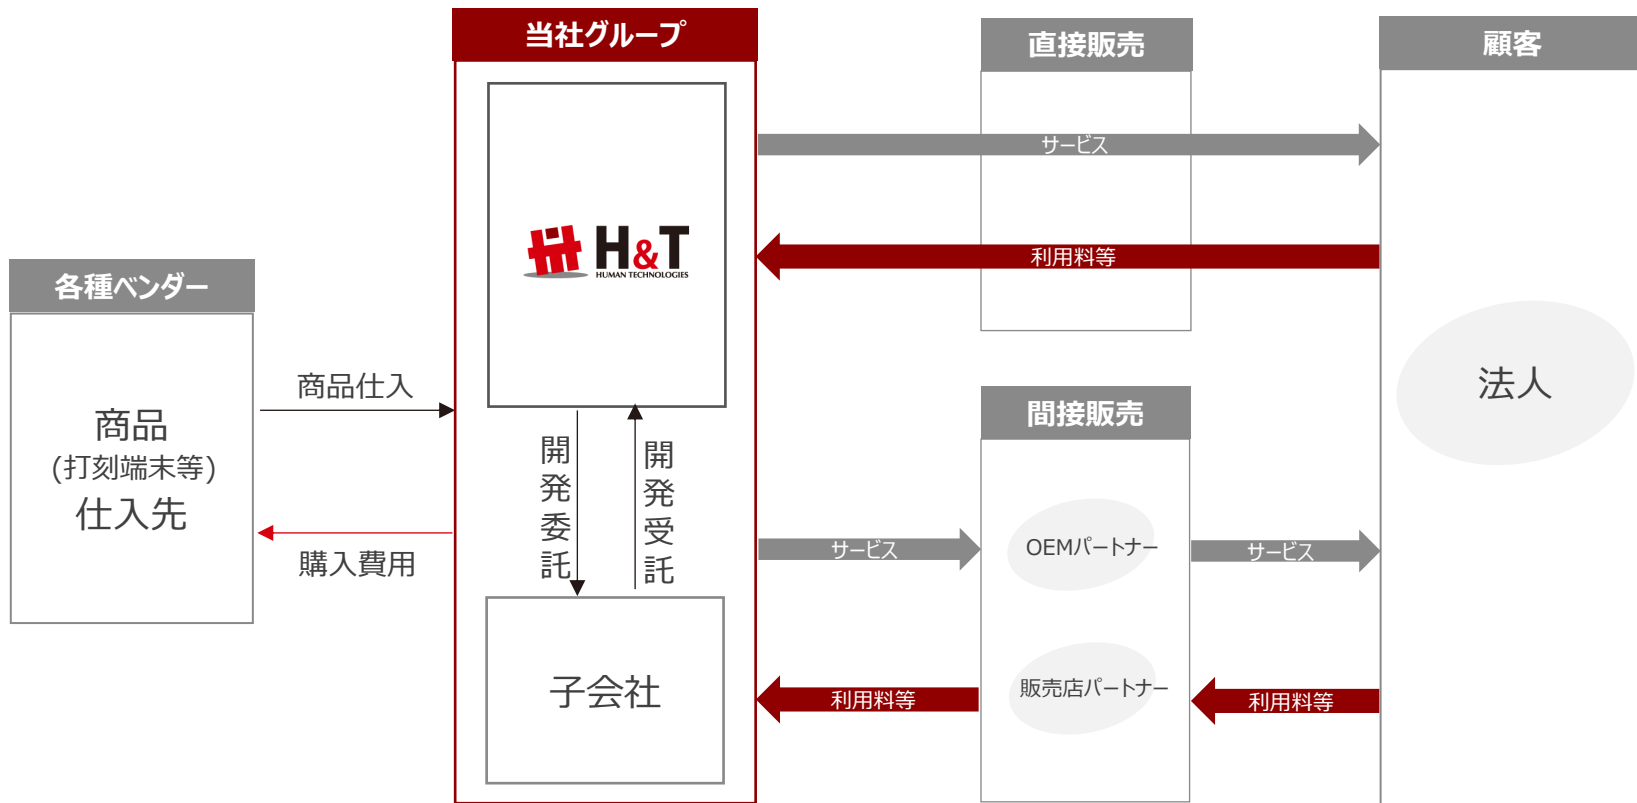 当社グループ
直接販売
顧客
サービス
H&T
HUMAN TECHNOLOGIES
利用料等
各種ベンダー
商品仕入
商品
(打刻端末等)
仕入先
購入費用
開発委託
開発受託
子会社
法人
間接販売
サービス
OEMパートナー
サービス
利用料等
販売店パートナー
利用料等